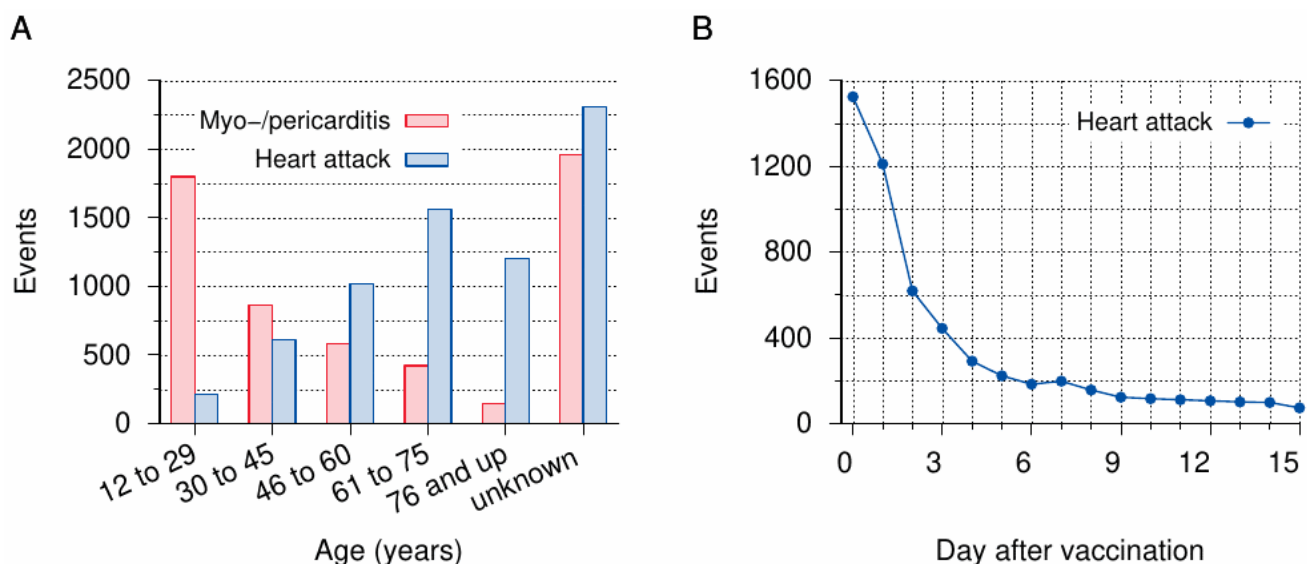 A
2500
2000
1500
1000
500
0
Events
Myo-/pericarditis
Heart attack
12 to 29
30 to 45
46 to 60
61 to 75
76 and up
unknown
Age (years)
B
1600
1200
800
400
0
Events
Heart attack
0 3 6 9 12 15
Day after vaccination